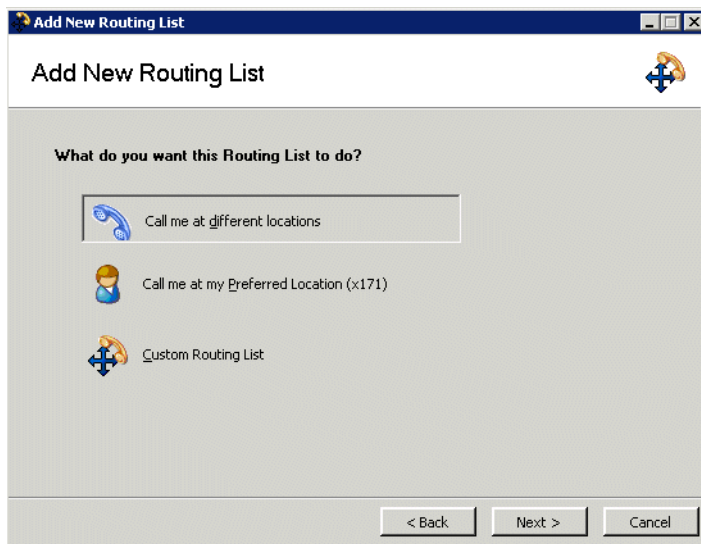 Add New Routing List
Add New Routing List
What do you want this Routing List to do?
Call me at different locations
Call me at my Preferred Location (x171)
Custom Routing List
< Back
Next >
Cancel